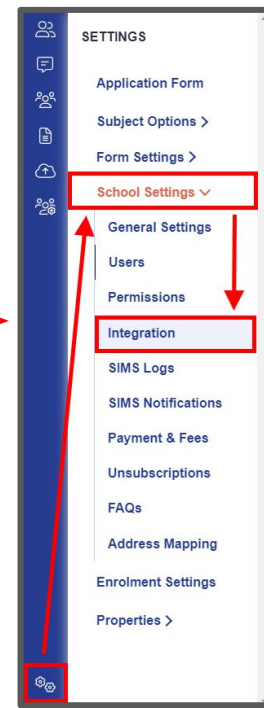 SETTINGS
Application Form
Subject Options >
Form Settings >
School Settings ∨
General Settings
Users
Permissions
Integration
SIMS Logs
SIMS Notifications
Payment & Fees
Unsubscriptions
FAQs
Address Mapping
Enrolment Settings
Properties >